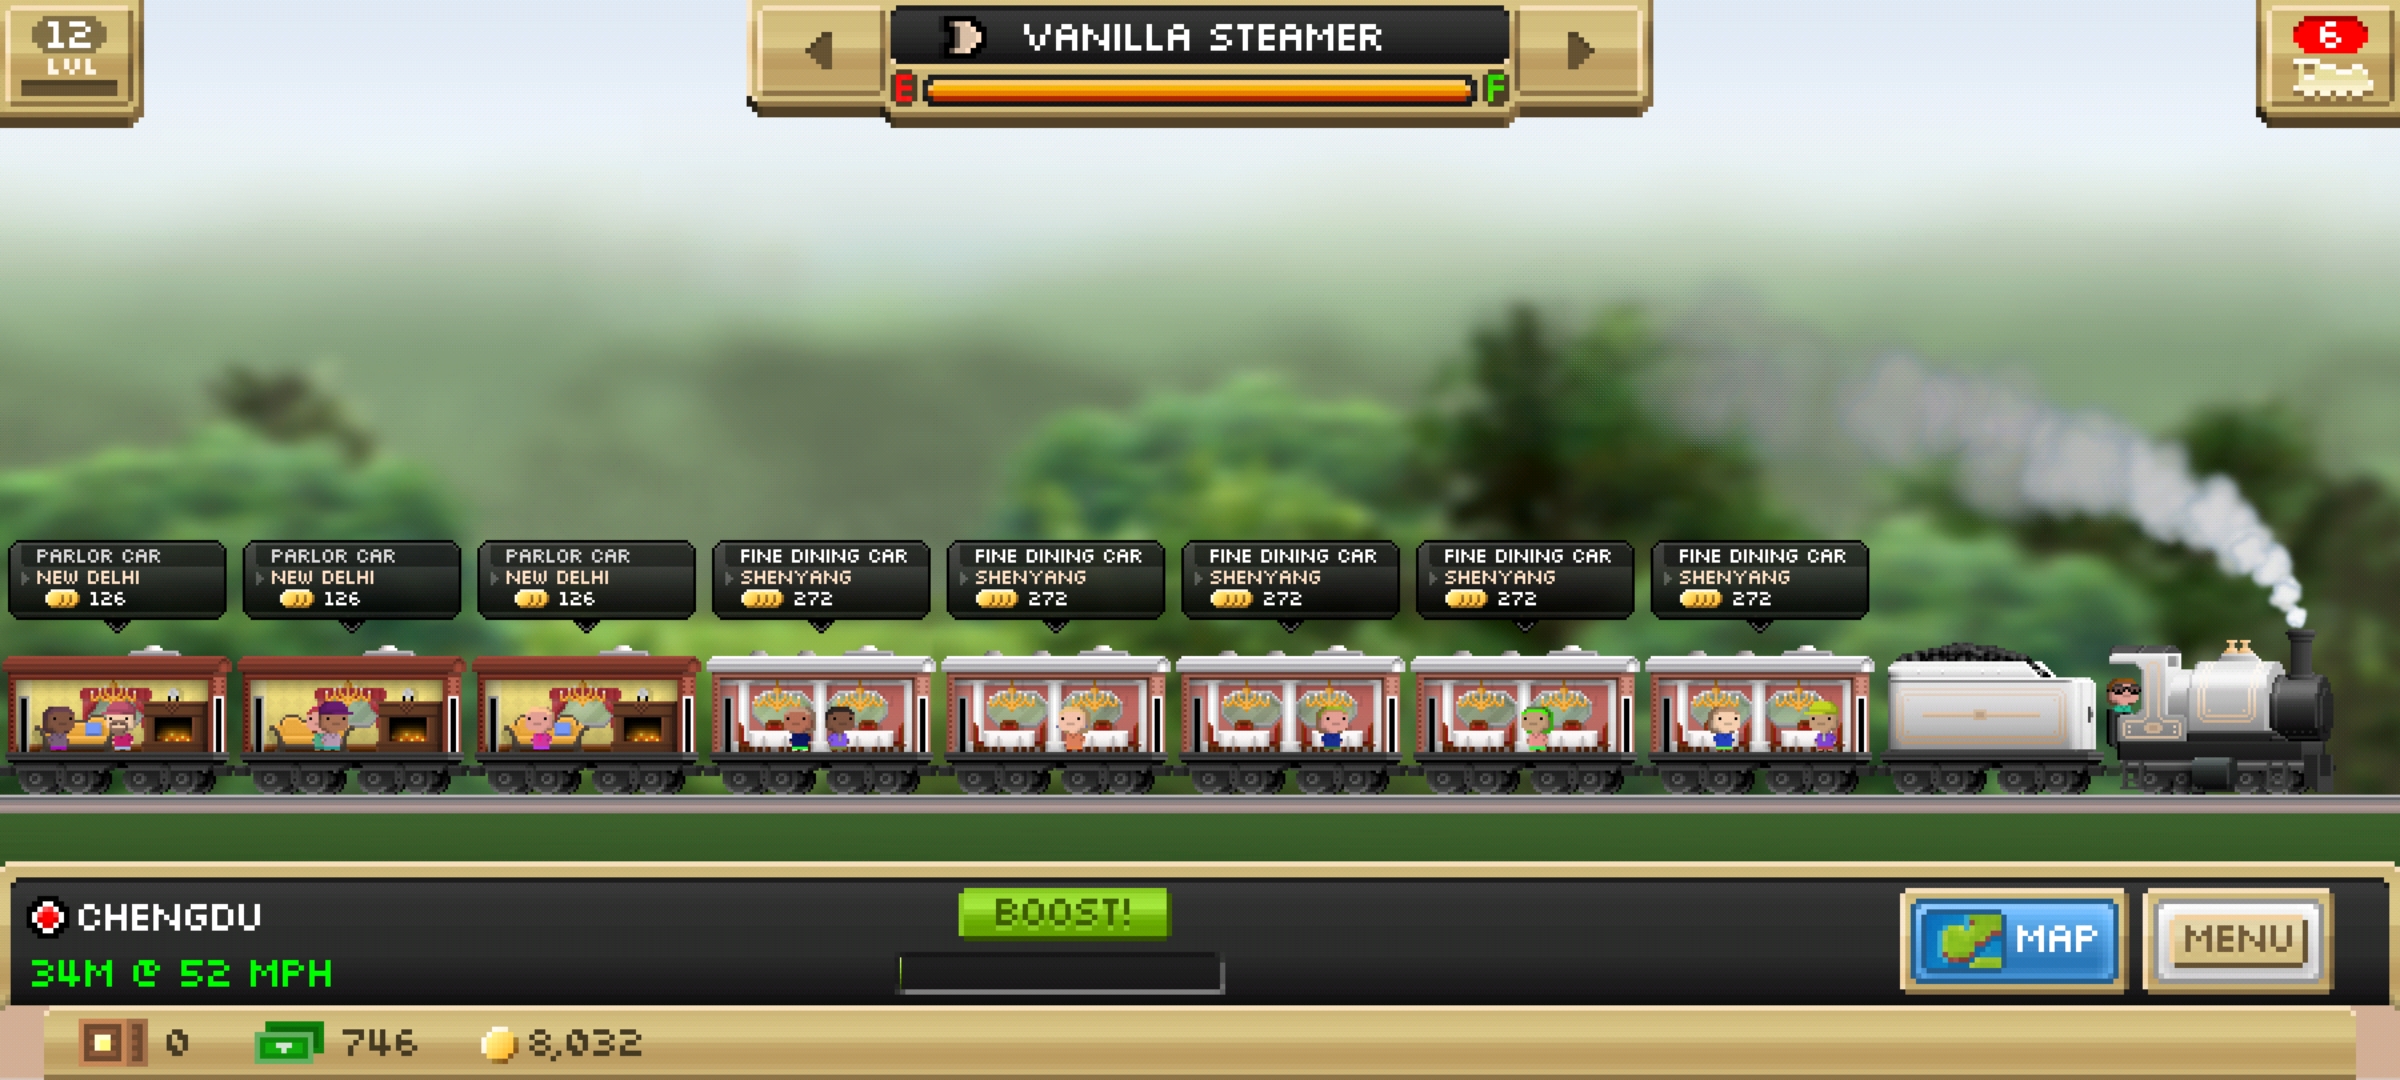 12
LVL
VANILLA STEAMER
E F
6
PARLOR CAR
NEW DELHI
126
PARLOR CAR
NEW DELHI
126
PARLOR CAR
NEW DELHI
126
FINE DINING CAR
SHENYANG
272
FINE DINING CAR
SHENYANG
272
FINE DINING CAR
SHENYANG
272
FINE DINING CAR
SHENYANG
272
FINE DINING CAR
SHENYANG
272
CHENGDU
34M @ 52 MPH
BOOST!
MAP
MENU
0 746 8,032